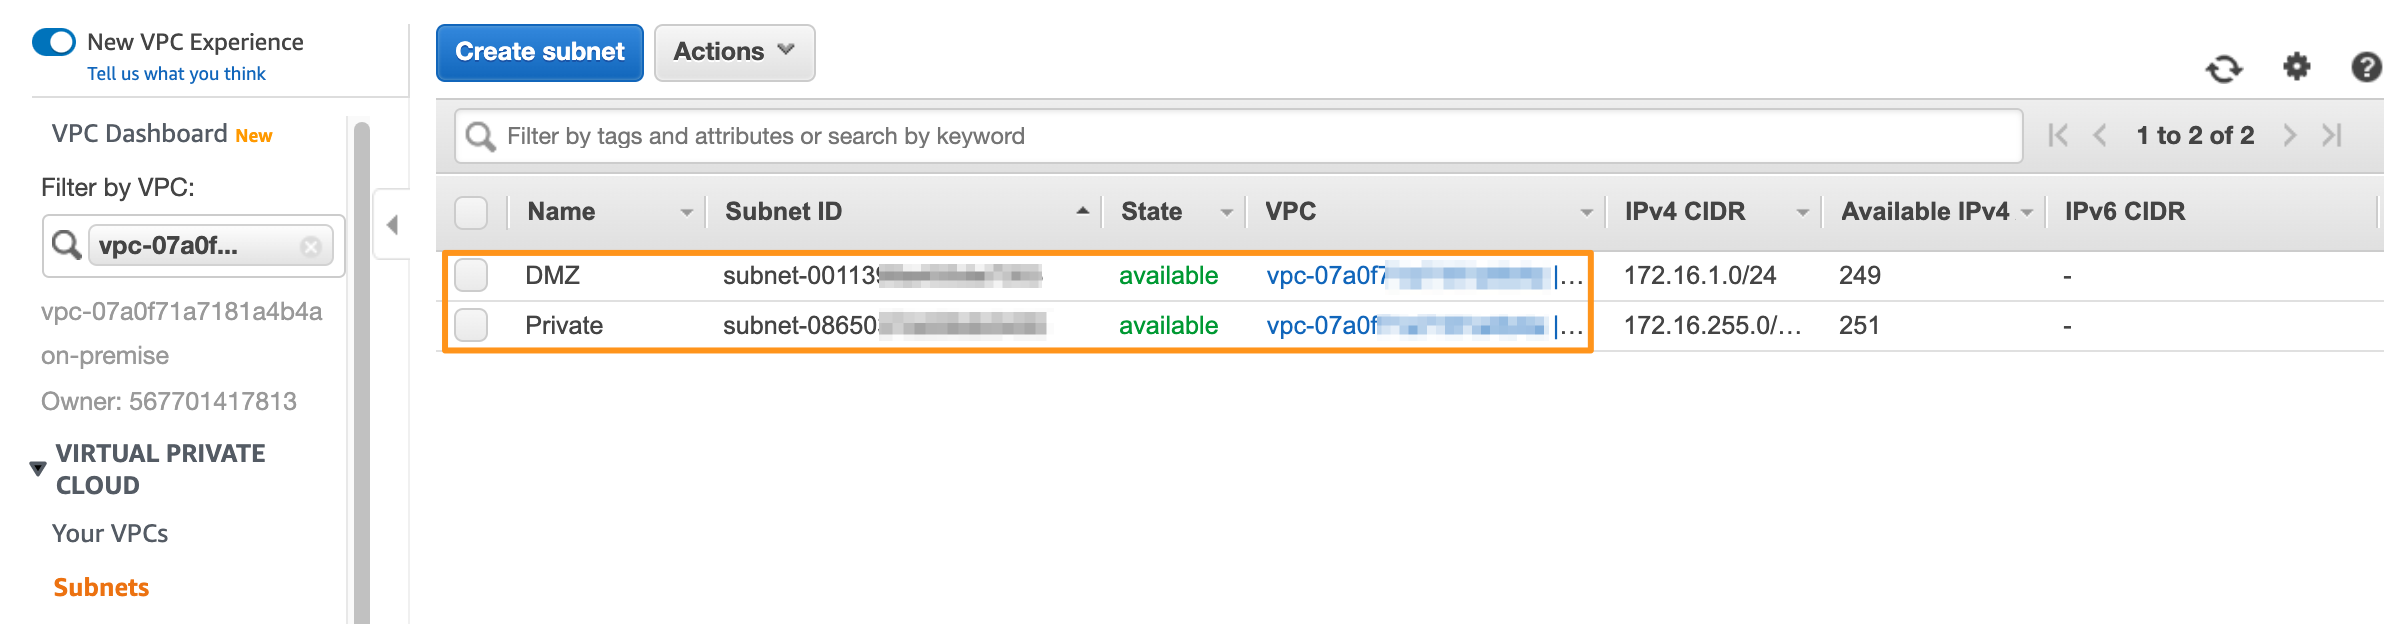 New VPC Experience
Tell us what you think
VPC Dashboard New
Filter by VPC:
vpc-07a0f...
vpc-07a0f71a7181a4b4a
on-premise
Owner: 567701417813
VIRTUAL PRIVATE
CLOUD
Your VPCs
Subnets
Create subnet Actions
Filter by tags and attributes or search by keyword 1 to 2 of 2
Name Subnet ID State VPC IPv4 CIDR Available IPv4 IPv6 CIDR
DMZ subnet-00113 available vpc-07a0f7 |... 172.16.1.0/24 249 -
Private subnet-08650 available vpc-07a0f |... 172.16.255.0/... 251 -